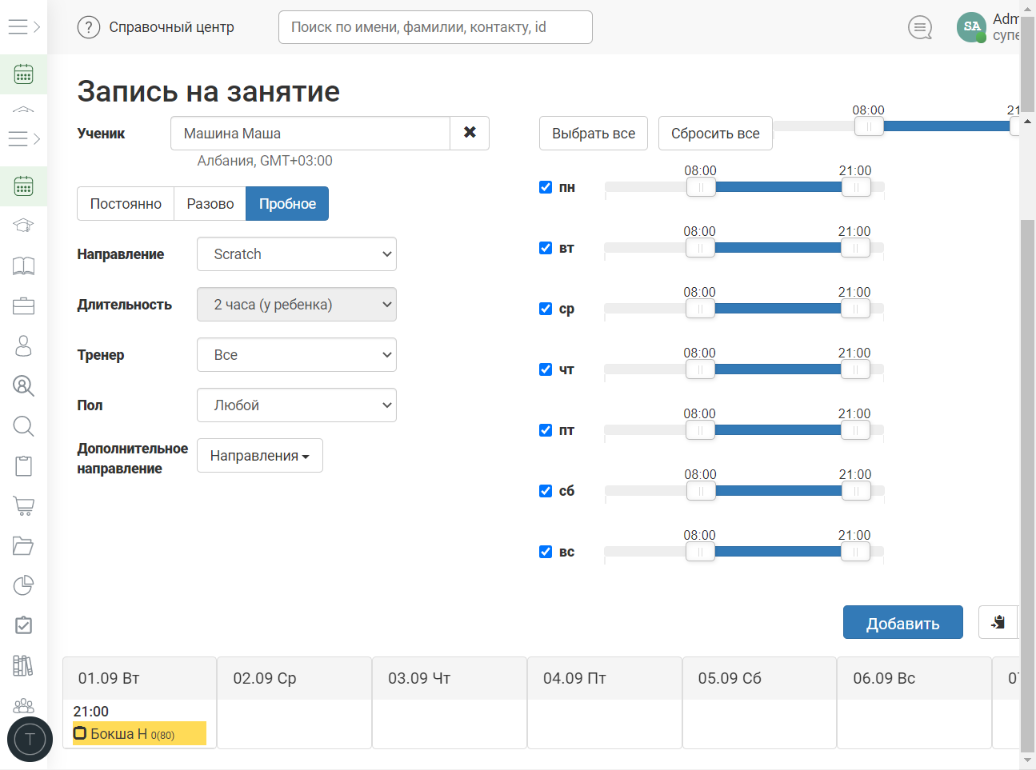 Справочный центр
Поиск по имени, фамилии, контакту, id
SA
Adm
супе
Запись на занятие
Ученик
Машина Маша
Албания, GMT+03:00
Постоянно
Разово
Пробное
Направление
Scratch
Длительность
2 часа (у ребенка)
Тренер
Все
Пол
Любой
Дополнительное
направление
Направления
Выбрать все
Сбросить все
08:00
21
пн
08:00
21:00
вт
08:00
21:00
ср
08:00
21:00
чт
08:00
21:00
пт
08:00
21:00
сб
08:00
21:00
вс
08:00
21:00
Добавить
01.09 Вт
02.09 Ср
03.09 Чт
04.09 Пт
05.09 Сб
06.09 Вс
21:00
Бокша Н 0(80)
T